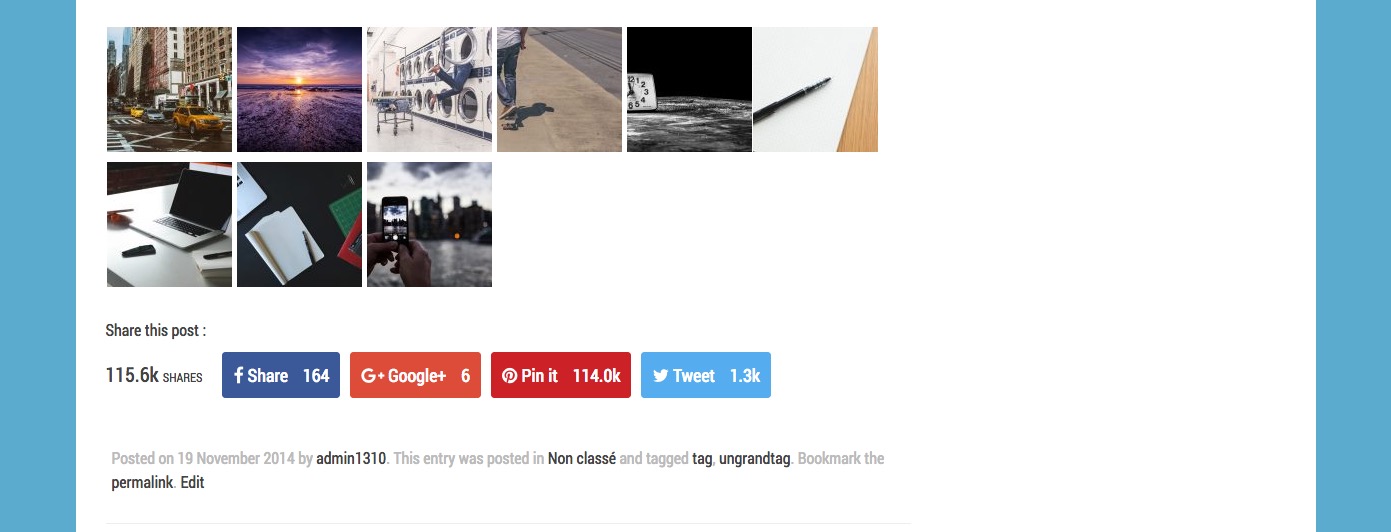 Share this post :
115.6k SHARES Share 164 G+ Google+ 6 Pin it 114.0k Tweet 1.3k
Posted on 19 November 2014 by admin1310. This entry was posted in Non classé and tagged tag, ungrandtag. Bookmark the
permalink. Edit